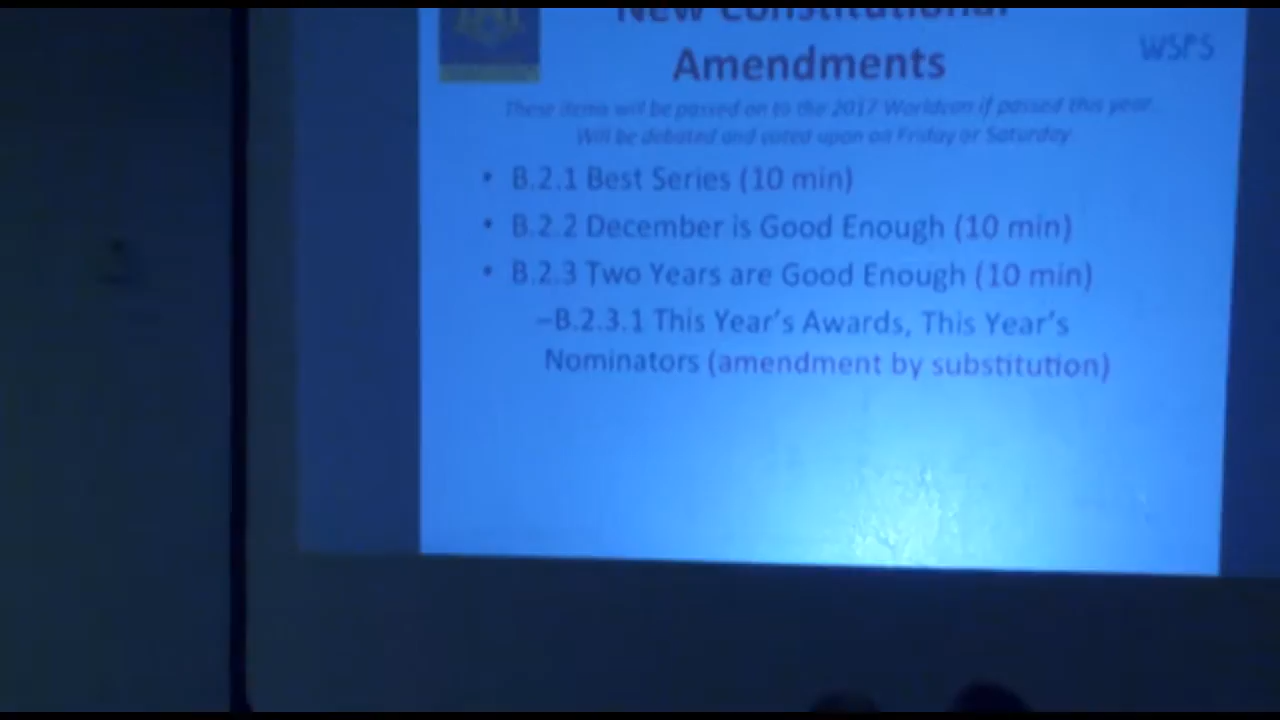 New Constitutional
Amendments
WSFS
These items will be passed on to the 2017 Worldcon if passed this year.
Will be debated and voted upon on Friday or Saturday
• B.2.1 Best Series (10 min)
• B.2.2 December is Good Enough (10 min)
• B.2.3 Two Years are Good Enough (10 min)
–B.2.3.1 This Year's Awards, This Year's
Nominators (amendment by substitution)